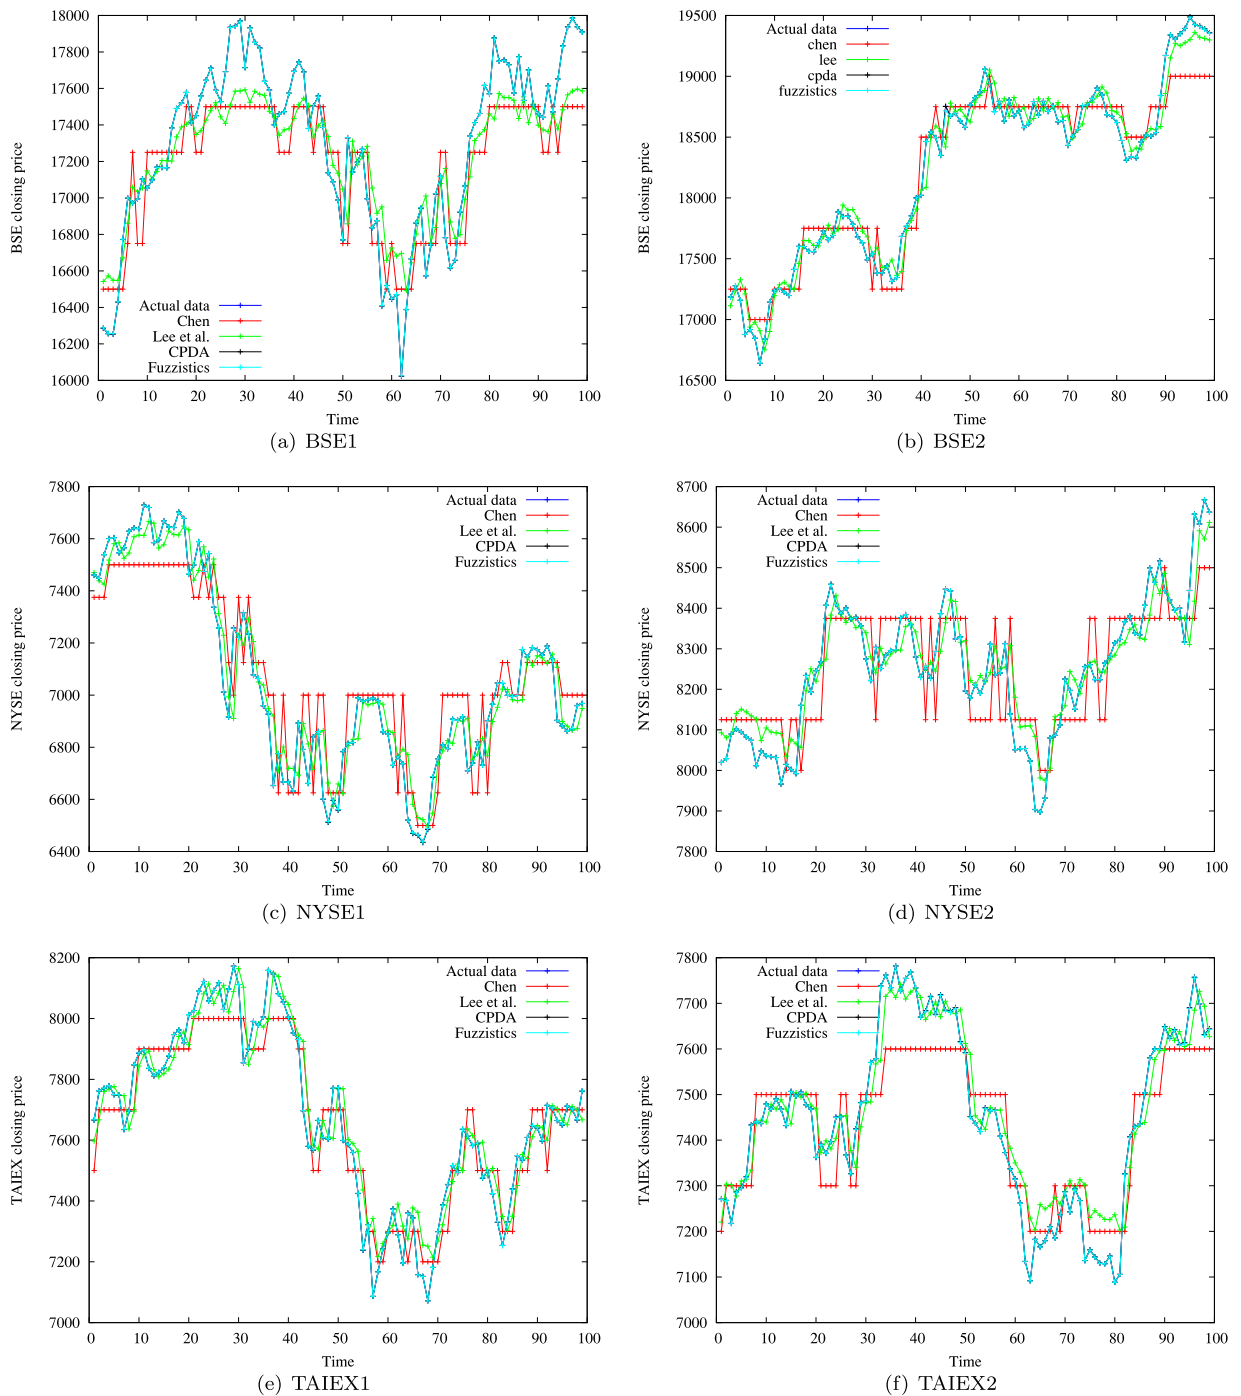 18000
17800
17600
17400
17200
17000
16800
16600
16400
16200
16000
BSE closing price
Actual data
Chen
Lee et al.
CPDA
Fuzzistics
0 10 20 30 40 50 60 70 80 90 100
Time
(a) BSE1
19500
19000
18500
18000
17500
17000
16500
BSE closing price
Actual data
chen
lee
cpda
fuzzistics
0 10 20 30 40 50 60 70 80 90 100
Time
(b) BSE2
7800
7600
7400
7200
7000
6800
6600
6400
NYSE closing price
Actual data
Chen
Lee et al.
CPDA
Fuzzistics
0 10 20 30 40 50 60 70 80 90 100
Time
(c) NYSE1
8700
8600
8500
8400
8300
8200
8100
8000
7900
7800
NYSE closing price
Actual data
Chen
Lee et al.
CPDA
Fuzzistics
0 10 20 30 40 50 60 70 80 90 100
Time
(d) NYSE2
8200
8000
7800
7600
7400
7200
7000
TAIEX closing price
Actual data
Chen
Lee et al.
CPDA
Fuzzistics
0 10 20 30 40 50 60 70 80 90 100
Time
(e) TAIEX1
7800
7700
7600
7500
7400
7300
7200
7100
7000
TAIEX closing price
Actual data
Chen
Lee et al.
CPDA
Fuzzistics
0 10 20 30 40 50 60 70 80 90 100
Time
(f) TAIEX2